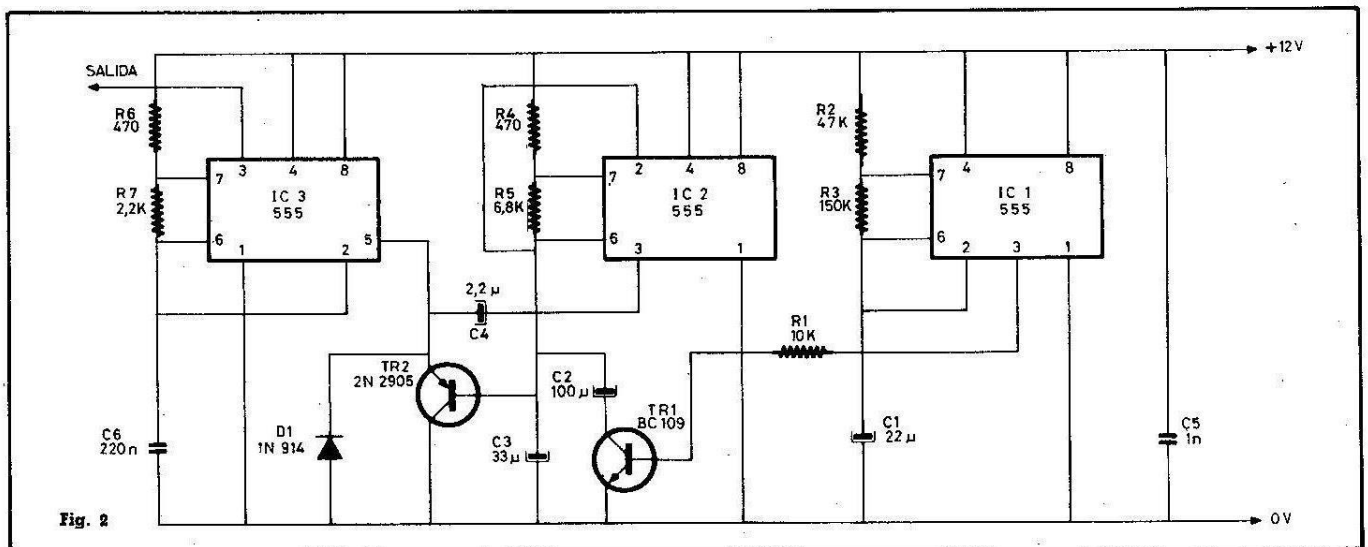 +12V
SALIDA
R6
470
3 4 8
7
R7
2,2K
IC 3
555
6
5
1
2
R4
470
2 4 8
7
R5
6,8K
IC 2
555
6
3
1
R2
47K
4 8
7
R3
150K
IC 1
555
6
2 3 1
2,2 µ
C4
R1
10K
TR2
2N 2905
C2
100µ
TR1
BC 109
C6
220n
D1
1N 914
C3
33µ
C1
22 µ
C5
1n
Fig. 2
0V